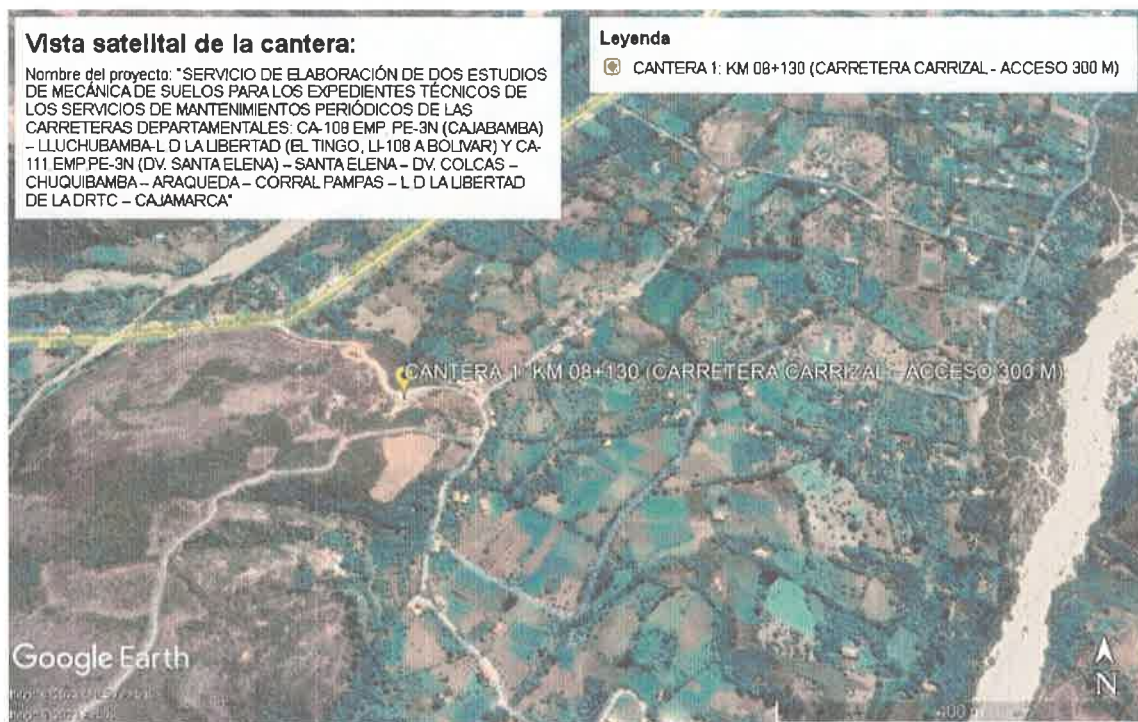 Vista satelital de la cantera:
Nombre del proyecto: "SERVICIO DE ELABORACIÓN DE DOS ESTUDIOS
DE MECÁNICA DE SUELOS PARA LOS EXPEDIENTES TÉCNICOS DE
LOS SERVICIOS DE MANTENIMIENTOS PERIÓDICOS DE LAS
CARRETERAS DEPARTAMENTALES: CA-108 EMP. PE-3N (CAJABAMBA)
– LLUCHUBAMBA-L D LA LIBERTAD (EL TINGO, LI-108 A BOLIVAR) Y CA-
111 EMP.PE-3N (DV. SANTA ELENA) – SANTA ELENA – DV. COLCAS –
CHUQUIBAMBA – ARAQUEDA – CORRAL PAMPAS – L D LA LIBERTAD
DE LA DRTC – CAJAMARCA"
Leyenda
CANTERA 1: KM 08+130 (CARRETERA CARRIZAL - ACCESO 300 M)
CANTERA 1: KM 08+130 (CARRETERA CARRIZAL - ACCESO 300 M)
Google Earth
N
400 m